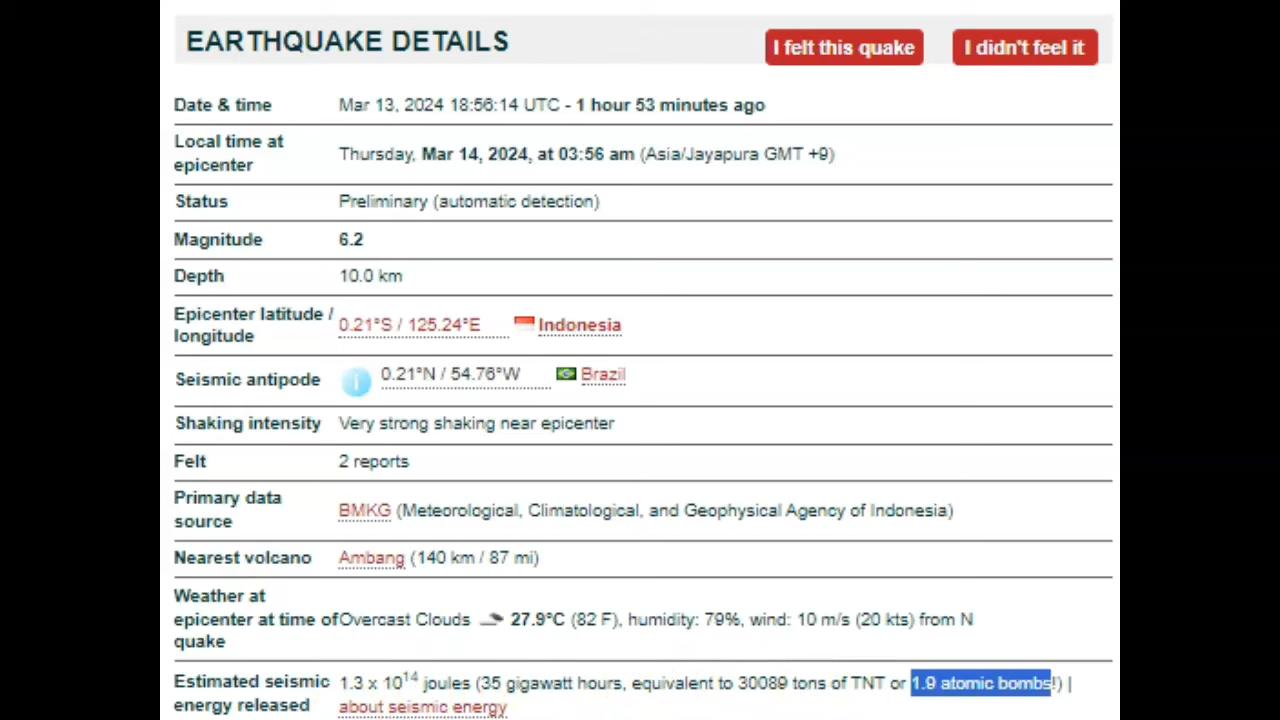 EARTHQUAKE DETAILS
I felt this quake
I didn't feel it
Date & time Mar 13, 2024 18:56:14 UTC - 1 hour 53 minutes ago
Local time at
epicenter Thursday, Mar 14, 2024, at 03:56 am (Asia/Jayapura GMT +9)
Status Preliminary (automatic detection)
Magnitude 6.2
Depth 10.0 km
Epicenter latitude /
longitude 0.21°S / 125.24°E Indonesia
Seismic antipode i 0.21°N / 54.76°W Brazil
Shaking intensity Very strong shaking near epicenter
Felt 2 reports
Primary data
source BMKG (Meteorological, Climatological, and Geophysical Agency of Indonesia)
Nearest volcano Ambang (140 km / 87 mi)
Weather at
epicenter at time of Overcast Clouds 27.9°C (82 F), humidity: 79%, wind: 10 m/s (20 kts) from N
quake
Estimated seismic 1.3 x 10¹⁴ joules (35 gigawatt hours, equivalent to 30089 tons of TNT or 1.9 atomic bombs!) |
energy released about seismic energy